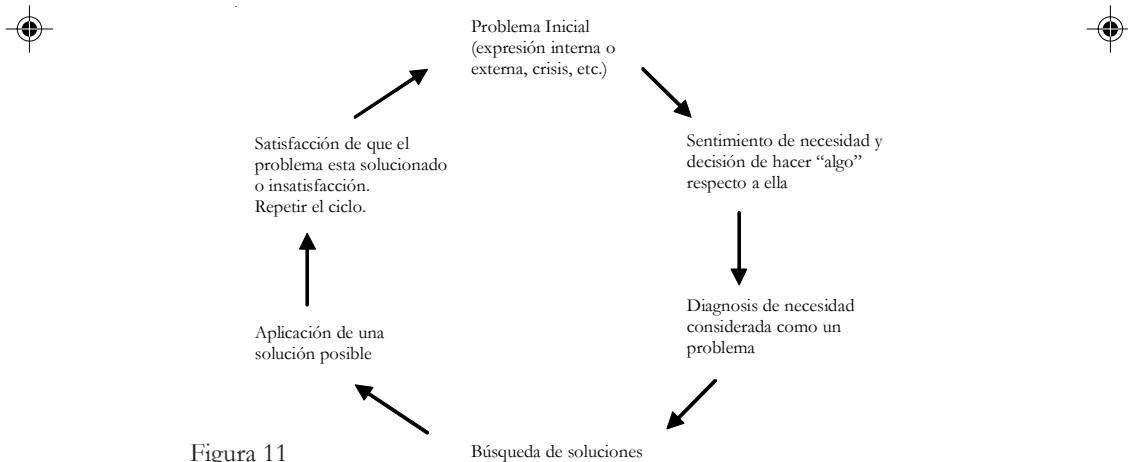 Problema Inicial
(expresión interna o
externa, crisis, etc.)
Sentimiento de necesidad y
decisión de hacer “algo”
respecto a ella
Diagnosis de necesidad
considerada como un
problema
Búsqueda de soluciones
Aplicación de una
solución posible
Satisfacción de que el
problema esta solucionado
o insatisfacción.
Repetir el ciclo.
Figura 11